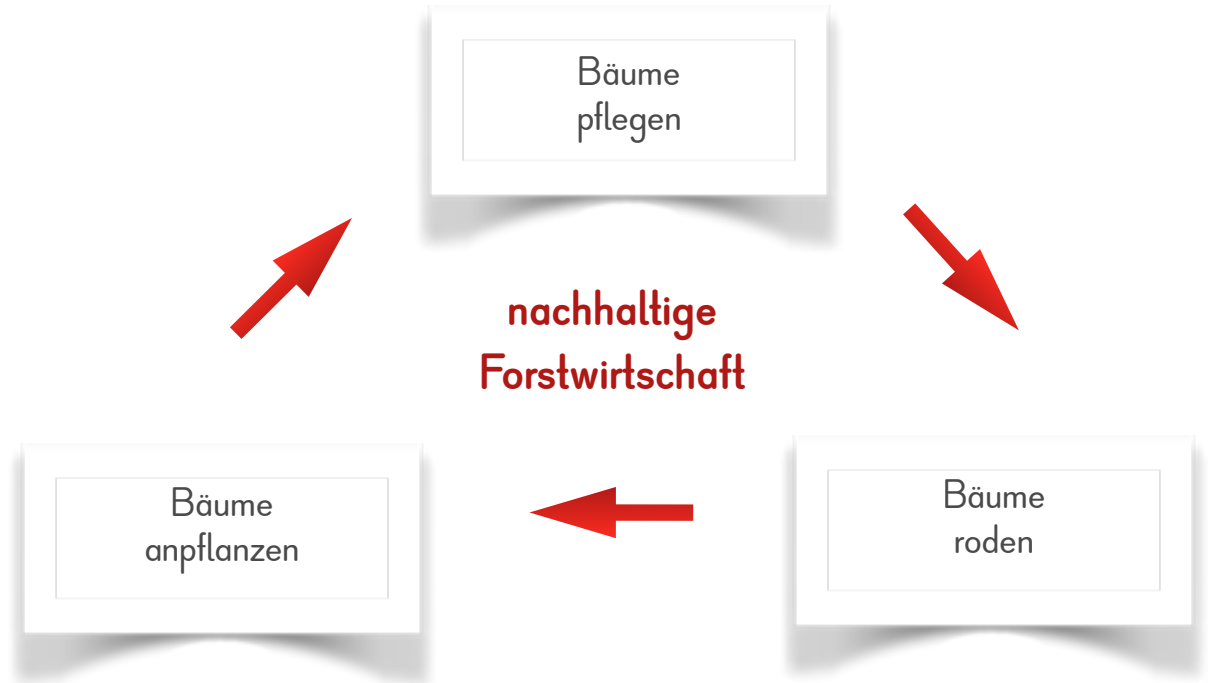 Bäume
pflegen
nachhaltige
Forstwirtschaft
Bäume
anpflanzen
Bäume
roden